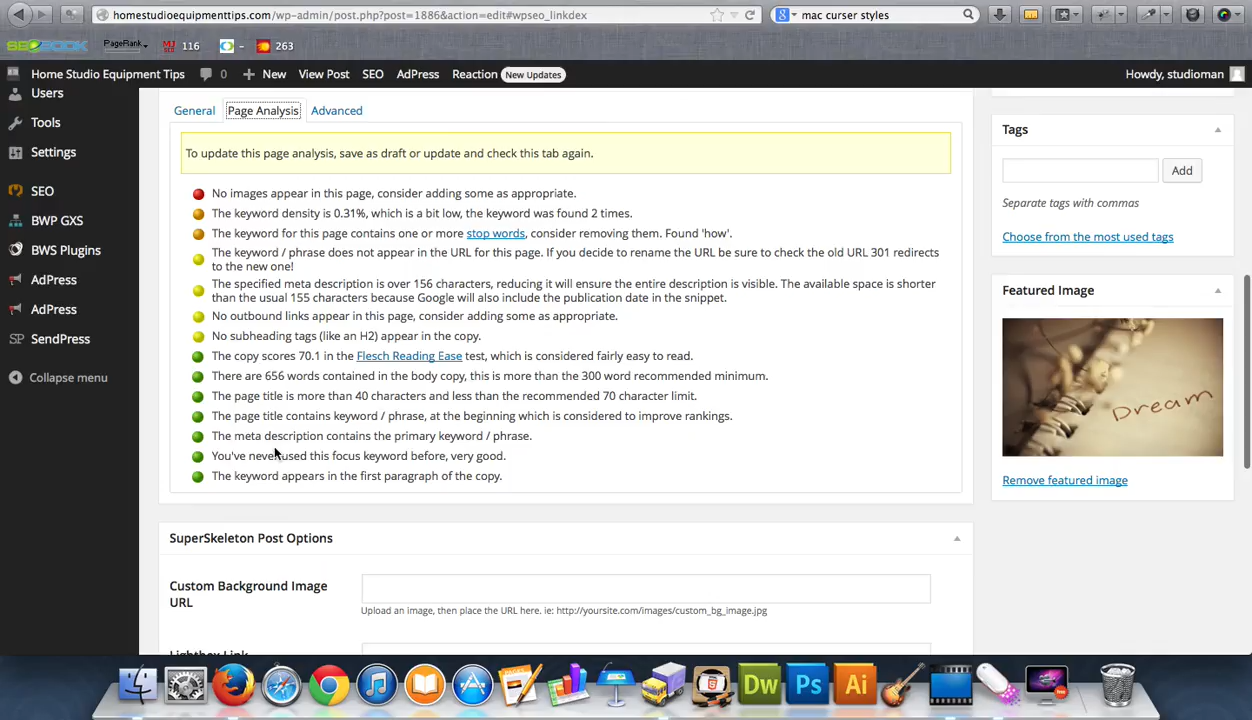 homestudioequipmenttips.com/wp-admin/post.php?post=1886&action=edit#wpseo_linkdex
mac curser styles
SEOBOOK
PageRank
116
-
263
Home Studio Equipment Tips
0
New
View Post
SEO
AdPress
Reaction
New Updates
Howdy, studioman
Users
Tools
Settings
SEO
BWP GXS
BWS Plugins
AdPress
AdPress
SendPress
Collapse menu
General
Page Analysis
Advanced
To update this page analysis, save as draft or update and check this tab again.
No images appear in this page, consider adding some as appropriate.
The keyword density is 0.31%, which is a bit low, the keyword was found 2 times.
The keyword for this page contains one or more stop words, consider removing them. Found 'how'.
The keyword / phrase does not appear in the URL for this page. If you decide to rename the URL be sure to check the old URL 301 redirects
to the new one!
The specified meta description is over 156 characters, reducing it will ensure the entire description is visible. The available space is shorter
than the usual 155 characters because Google will also include the publication date in the snippet.
No outbound links appear in this page, consider adding some as appropriate.
No subheading tags (like an H2) appear in the copy.
The copy scores 70.1 in the Flesch Reading Ease test, which is considered fairly easy to read.
There are 656 words contained in the body copy, this is more than the 300 word recommended minimum.
The page title is more than 40 characters and less than the recommended 70 character limit.
The page title contains keyword / phrase, at the beginning which is considered to improve rankings.
The meta description contains the primary keyword / phrase.
You've never used this focus keyword before, very good.
The keyword appears in the first paragraph of the copy.
Tags
Add
Separate tags with commas
Choose from the most used tags
Featured Image
Dream
Remove featured image
SuperSkeleton Post Options
Custom Background Image
URL
Upload an image, then place the URL here. ie: http://yoursite.com/images/custom_bg_image.jpg
Lightbox Link
Dw
Ps
Ai